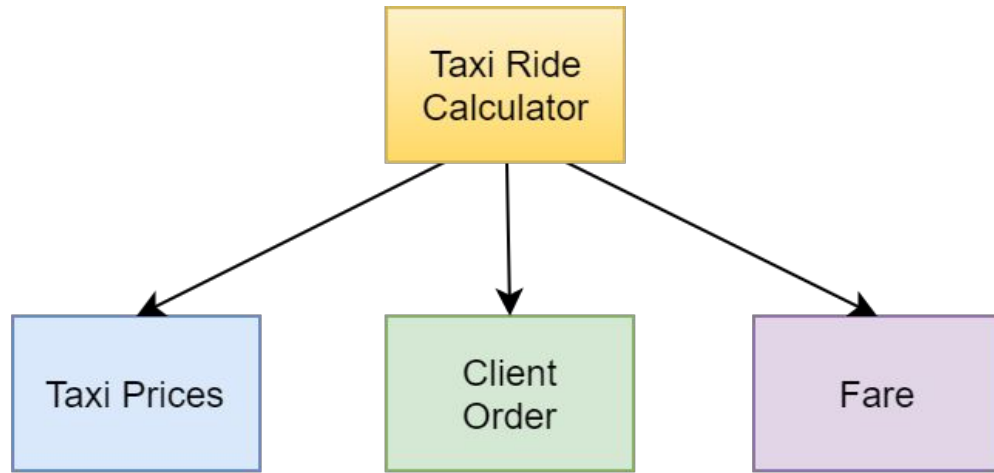 Taxi Ride
Calculator
Taxi Prices
Client
Order
Fare